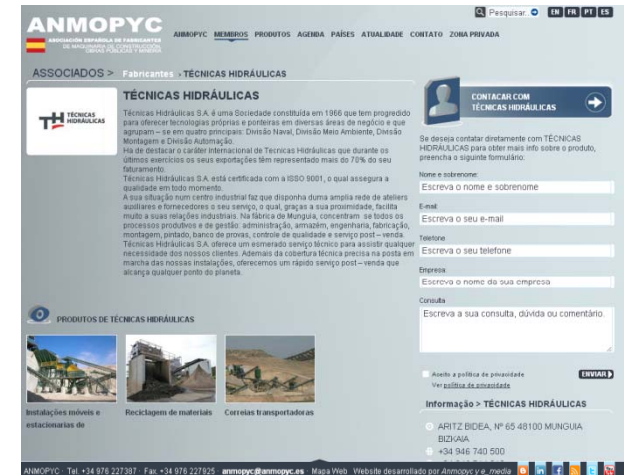 ANMOPYC
ASOCIACIÓN ESPAÑOLA DE FABRICANTES
DE MAQUINARIA DE CONSTRUCCIÓN,
OBRAS PÚBLICAS Y MINERÍA
Pesquisar.. EN FR PT ES
ANMOPYC MEMBROS PRODUTOS AGENDA PAÍSES ATUALIDADE CONTATO ZONA PRIVADA
ASSOCIADOS > Fabricantes > TÉCNICAS HIDRÁULICAS
TÉCNICAS
HIDRÁULICAS
TÉCNICAS HIDRÁULICAS
Técnicas Hidráulicas S.A. é uma Sociedade constituída em 1966 que tem progredido
para oferecer tecnologias próprias e ponteiras em diversas áreas de negócio e que
agrupam – se em quatro principais: Divisão Naval, Divisão Meio Ambiente, Divisão
Montagem e Divisão Automação.
Há de destacar o caráter internacional de Tecnicas Hidraulicas que durante os
últimos exercícios os seus exportações têm representado mais do 70% do seu
faturamento.
Técnicas Hidráulicas S.A. está certificada com a ISSO 9001, o qual assegura a
qualidade em todo momento.
A sua situação num centro industrial faz que disponha duma amplia rede de ateliers
auxiliares e fornecedores o seu serviço, o qual, graças a sua proximidade, facilita
muito a suas relações industriais. Na fábrica de Munguia, concentram se todos os
processos produtivos e de gestão: administração, armazém, engenharia, fabricação,
montagem, pintado, banco de provas, controle de qualidade e serviço post – venda.
Técnicas Hidráulicas S.A. oferece um esmerado serviço técnico para assistir qualquer
necessidade dos nossos clientes. Ademais da cobertura técnica precisa na posta em
marcha das nossas instalações, oferecemos um rápido serviço post – venda que
alcança qualquer ponto do planeta.
PRODUTOS DE TÉCNICAS HIDRÁULICAS
Instalações móveis e
estacionarias de
Reciclagem de materiais
Correias transportadoras
CONTACAR COM
TÉCNICAS HIDRÁULICAS
Se deseja contatar diretamente com TÉCNICAS
HIDRÁULICAS para obter mais info sobre o produto,
preencha o siguinte formulário:
Nome e sobrenome:
Escreva o nome e sobrenome
E-mail:
Escreva o seu e-mail
Telefone
Escreva o seu telefone
Empresa
Escreva o nome da sua empresa
Consulta
Escreva a sua consulta, dúvida ou comentário.
Aceito a política de privacidade
ENVIAR
Ver política de privacidade
Informação > TÉCNICAS HIDRÁULICAS
ARITZ BIDEA, Nº 65 48100 MUNGUIA
BIZKAIA
+34 946 740 500
ANMOPYC · Tel. +34 976 227387 · Fax. +34 976 227925 · anmopyc@anmopyc.es · Mapa Web Website desarrollado por Anmopyc y e_media